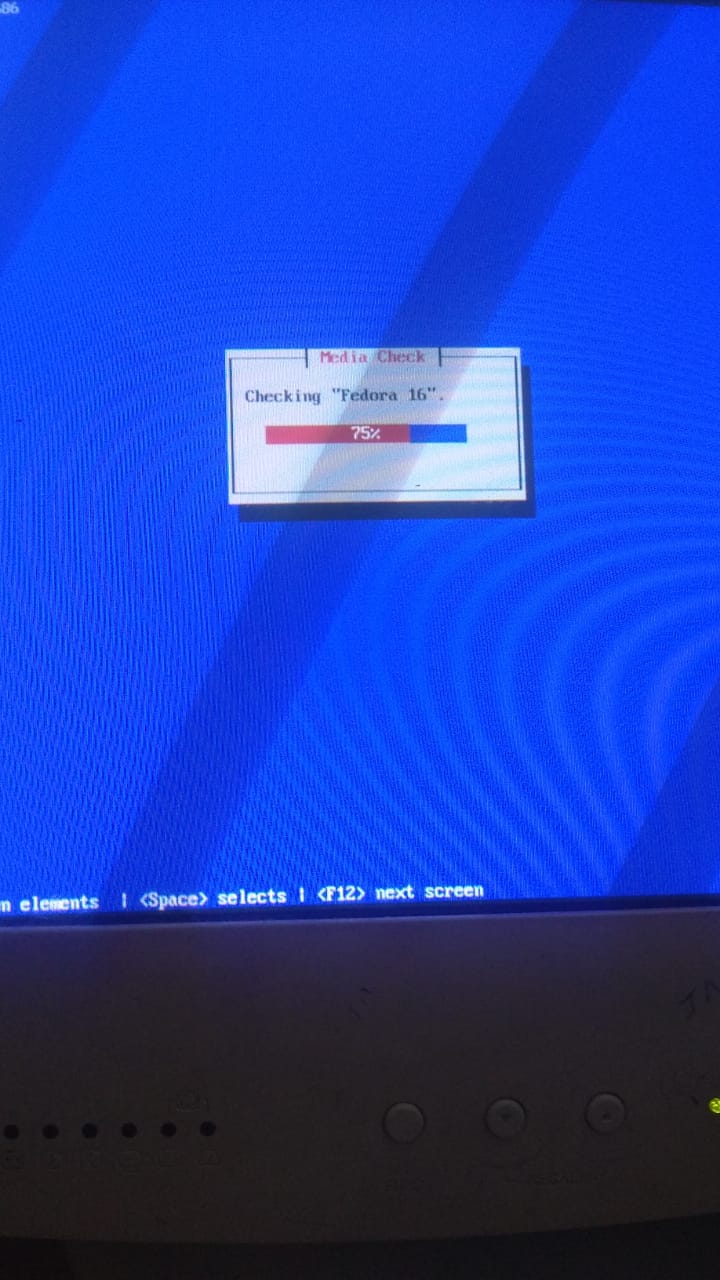 86
Media Check
Checking "Fedora 16".
75%
n elements | <Space> selects | <F12> next screen